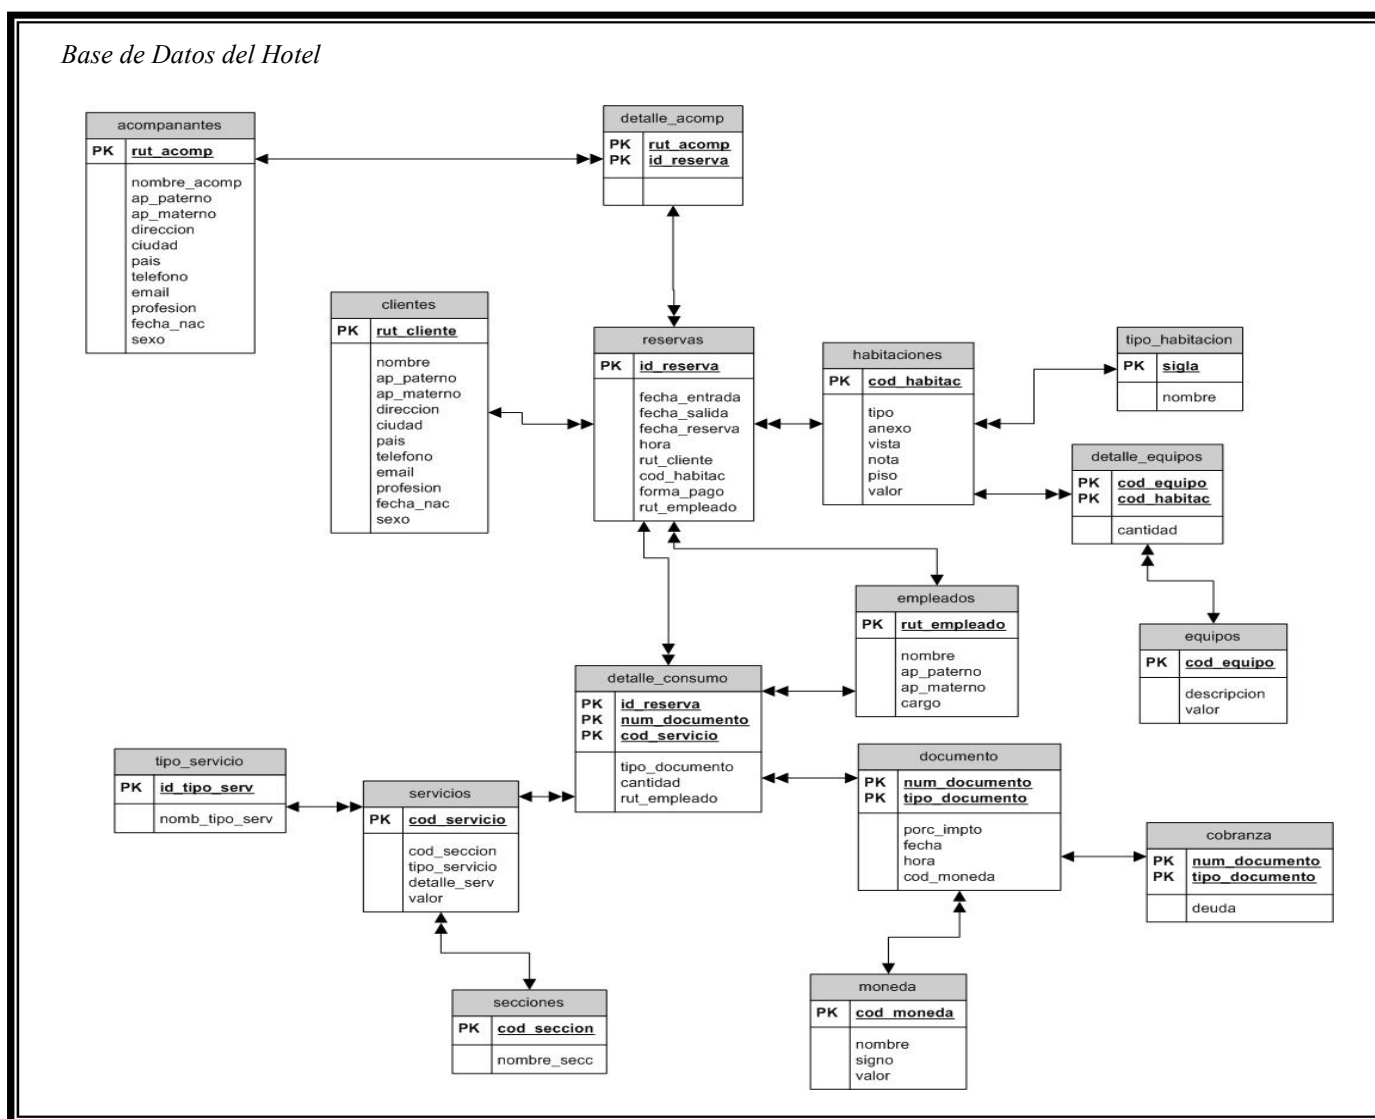 Base de Datos del Hotel
acompanantes
PK rut_acomp
nombre_acomp
ap_paterno
ap_materno
direccion
ciudad
pais
telefono
email
profesion
fecha_nac
sexo
detalle_acomp
PK rut_acomp
PK id_reserva
clientes
PK rut_cliente
nombre
ap_paterno
ap_materno
direccion
ciudad
pais
telefono
email
profesion
fecha_nac
sexo
reservas
PK id_reserva
fecha_entrada
fecha_salida
fecha_reserva
hora
rut_cliente
cod_habitac
forma_pago
rut_empleado
habitaciones
PK cod_habitac
tipo
anexo
vista
nota
piso
valor
tipo_habitacion
PK sigla
nombre
detalle_equipos
PK cod_equipo
PK cod_habitac
cantidad
empleados
PK rut_empleado
nombre
ap_paterno
ap_materno
cargo
equipos
PK cod_equipo
descripcion
valor
detalle_consumo
PK id_reserva
PK num_documento
PK cod_servicio
tipo_documento
cantidad
rut_empleado
tipo_servicio
PK id_tipo_serv
nomb_tipo_serv
servicios
PK cod_servicio
cod_seccion
tipo_servicio
detalle_serv
valor
documento
PK num_documento
PK tipo_documento
porc_impto
fecha
hora
cod_moneda
cobranza
PK num_documento
PK tipo_documento
deuda
secciones
PK cod_seccion
nombre_secc
moneda
PK cod_moneda
nombre
signo
valor